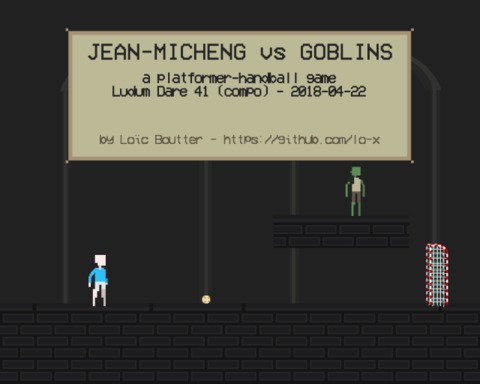 JEAN-MICHENG vs GOBLINS
a platformer-handball game
Ludum Dare 41 (compo) - 2018-04-22
by Loïc Boutter - https://github.com/lo-x